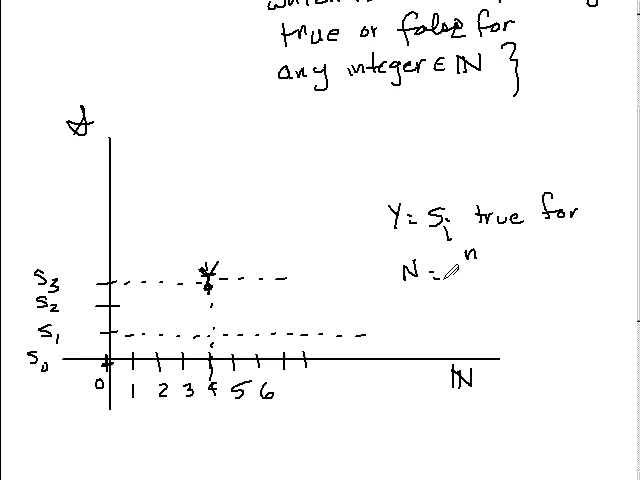 true or false for
any integer ∈ ℕ }
Y = Sᵢ true for
N = n
S₃
S₂
S₁
S₀
0 1 2 3 4 5 6
ℕ